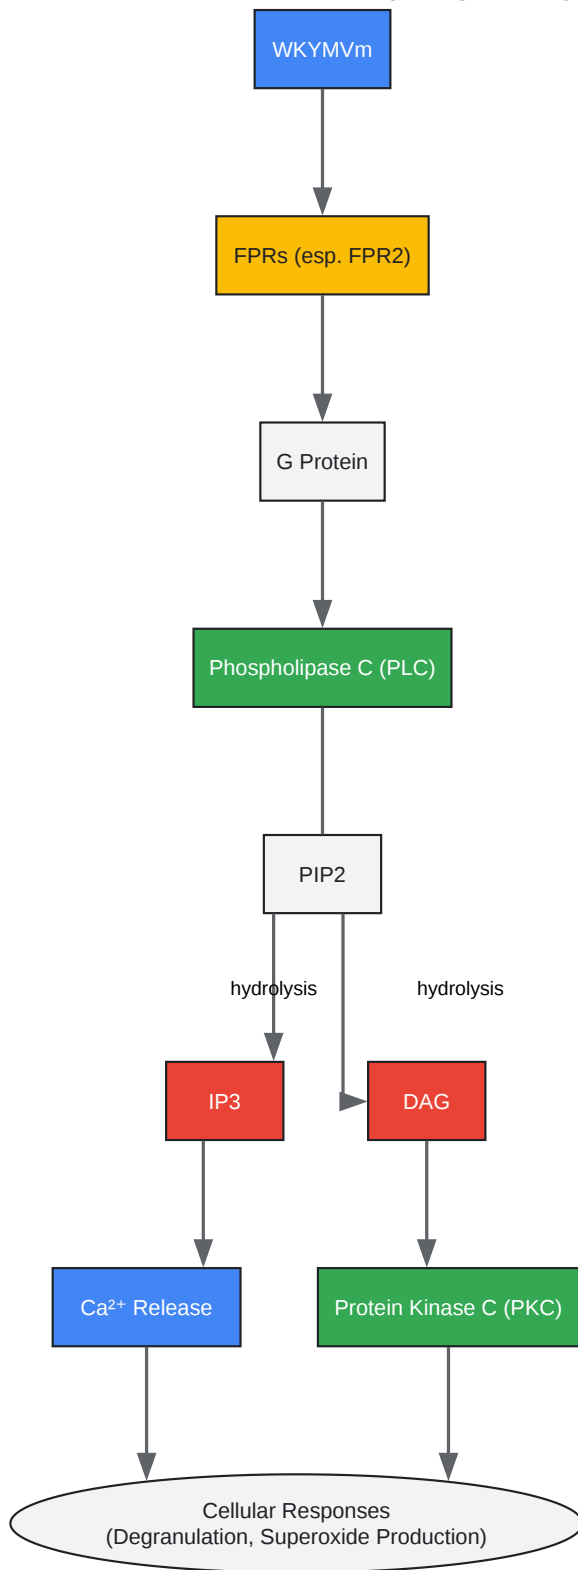 WKYMVm
FPRs (esp. FPR2)
G Protein
Phospholipase C (PLC)
PIP2
hydrolysis
hydrolysis
IP3
DAG
Ca²⁺ Release
Protein Kinase C (PKC)
Cellular Responses
(Degranulation, Superoxide Production)